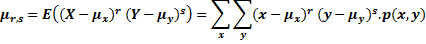 μ_{r,s} = E((X − μ_x)^r (Y − μ_y)^s) = ∑_x ∑_y (x − μ_x)^r (y − μ_y)^s.p(x,y)